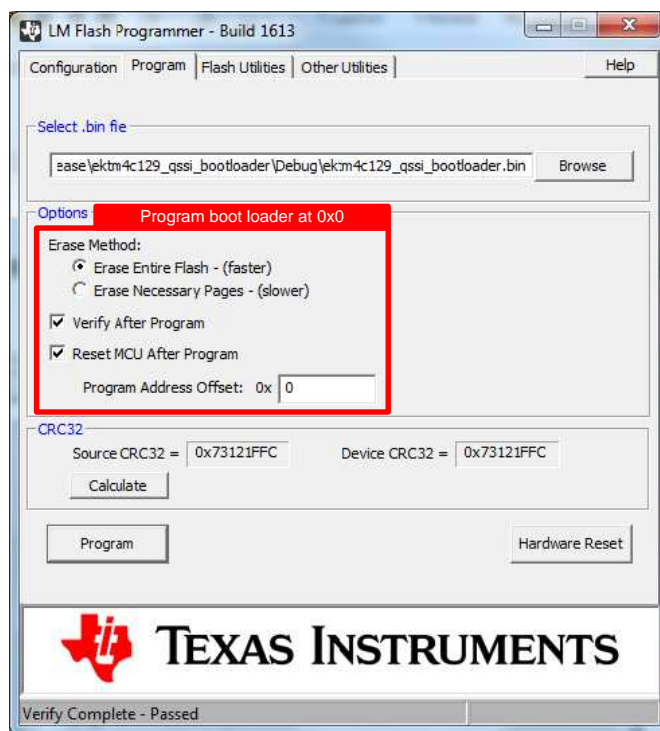 LM Flash Programmer - Build 1613
Configuration Program Flash Utilities Other Utilities Help
Select .bin file
ease\ektm4c129_qssi_bootloader\Debug\ektm4c129_qssi_bootloader.bin Browse
Options Program boot loader at 0x0
Erase Method:
Erase Entire Flash - (faster)
Erase Necessary Pages - (slower)
Verify After Program
Reset MCU After Program
Program Address Offset: 0x 0
CRC32
Source CRC32 = 0x73121FFC Device CRC32 = 0x73121FFC
Calculate
Program Hardware Reset
TEXAS INSTRUMENTS
Verify Complete - Passed